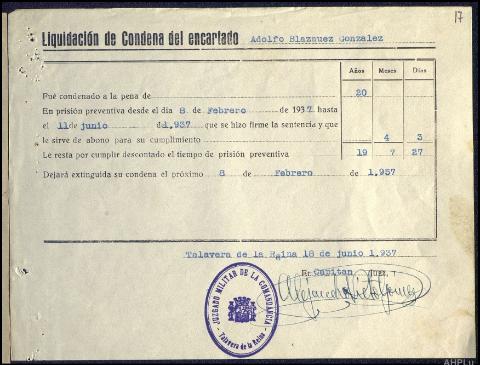 17
Liquidación de Condena del encartado Adolfo Blazquez Gonzalez
Años Meses Días
Fué condenado a la pena de 20
En prisión preventiva desde el día 8 de Febrero de 1937 hasta
el 11 de junio de 1,937 que se hizo firme la sentencia y que
le sirve de abono para su cumplimiento 4 3
Le resta por cumplir descontado el tiempo de prisión preventiva 19 7 27
Dejará extinguida su condena el próximo 8 de Febrero de 1,957
Talavera de la Reina 18 de junio 1.937
El Capitan Juez,
JUZGADO MILITAR DE LA COMANDANCIA
Talavera de la Reina
AHPLu